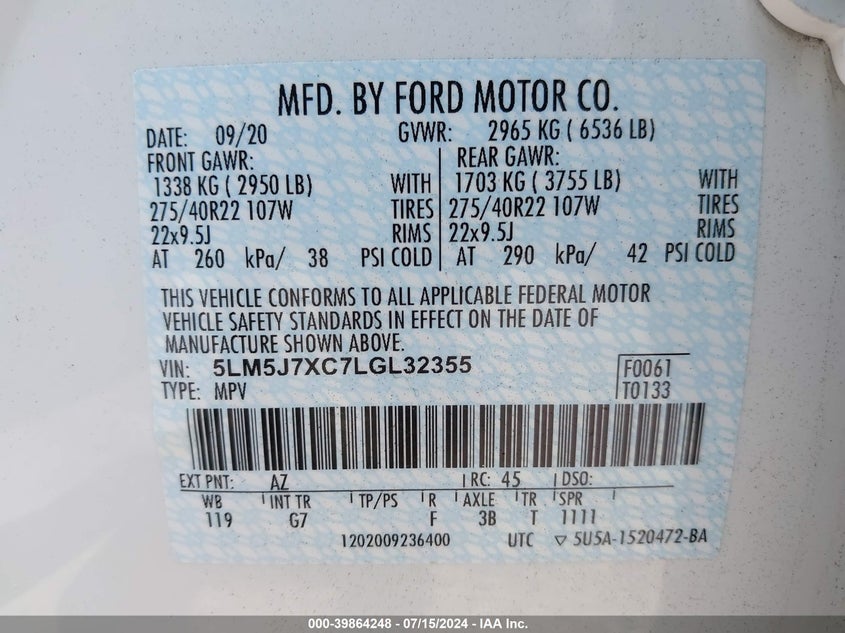 MFD. BY FORD MOTOR CO.
DATE: 09/20 GVWR: 2965 KG ( 6536 LB)
FRONT GAWR: REAR GAWR:
1338 KG ( 2950 LB) WITH 1703 KG ( 3755 LB) WITH
275/40R22 107W TIRES 275/40R22 107W TIRES
22x9.5J RIMS 22x9.5J RIMS
AT 260 kPa/ 38 PSI COLD AT 290 kPa/ 42 PSI COLD
THIS VEHICLE CONFORMS TO ALL APPLICABLE FEDERAL MOTOR
VEHICLE SAFETY STANDARDS IN EFFECT ON THE DATE OF
MANUFACTURE SHOWN ABOVE.
VIN: 5LM5J7XC7LGL32355 F0061
TYPE: MPV T0133
EXT PNT: AZ RC: 45 DSO:
WB INT TR TP/PS R AXLE TR SPR
119 G7 F 3B T 1111
1202009236400 UTC ▽ 5U5A-1520472-BA
000-39864248 - 07/15/2024 - IAA Inc.